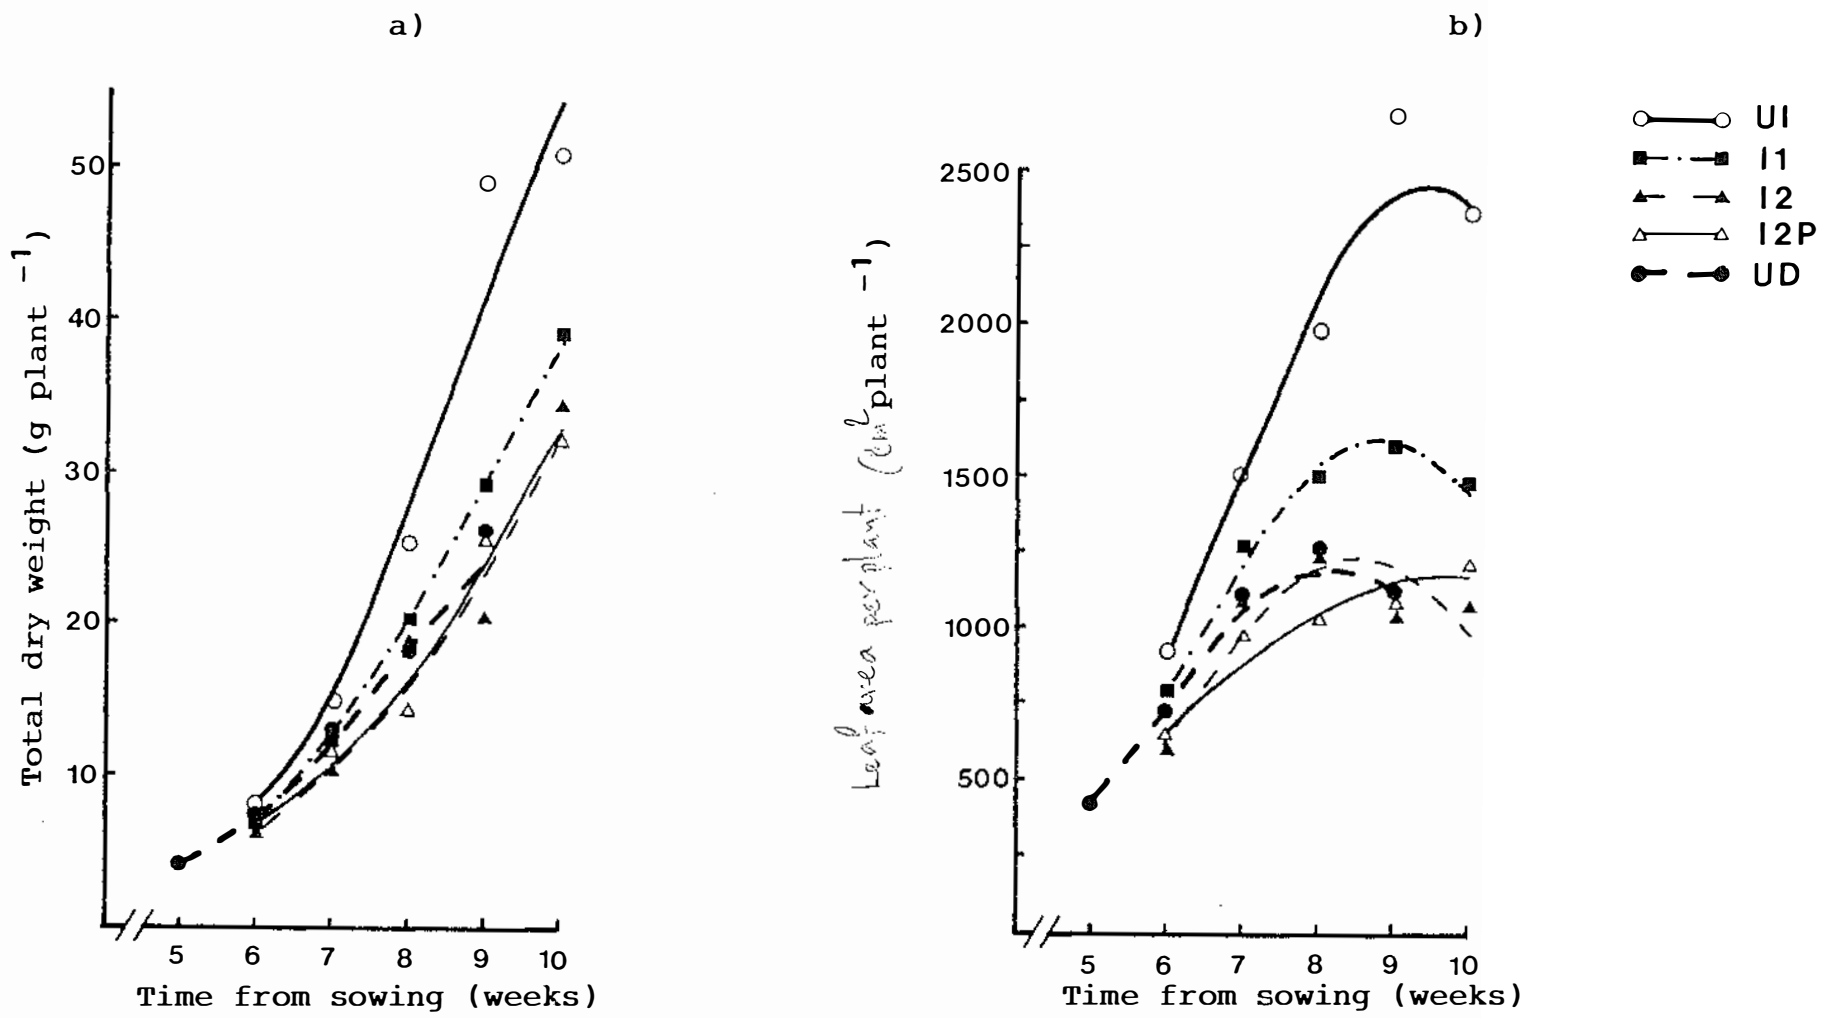 a)
Total dry weight (g plant -1)
50
40
30
20
10
5 6 7 8 9 10
Time from sowing (weeks)
b)
Leaf area per plant (cm2 plant -1)
2500
2000
1500
1000
500
5 6 7 8 9 10
Time from sowing (weeks)
UI
I1
I2
I2P
UD